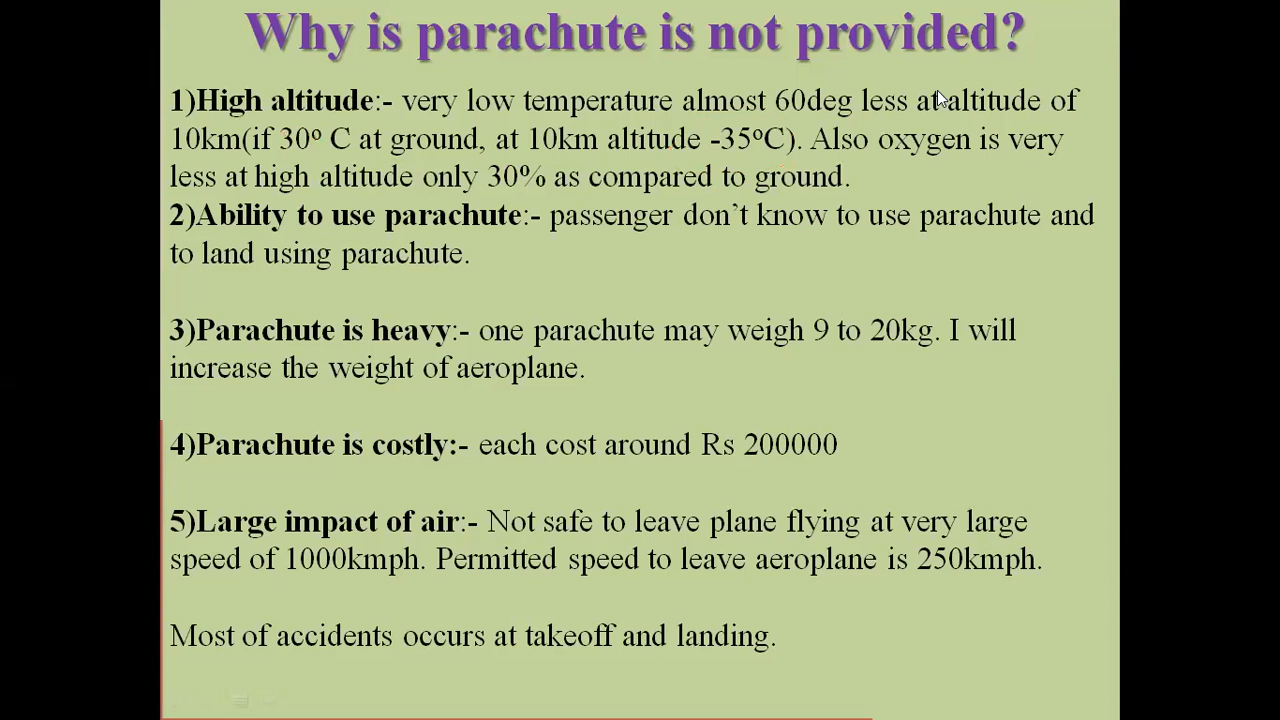 Why is parachute is not provided?
1)High altitude:- very low temperature almost 60deg less at altitude of
10km(if 30º C at ground, at 10km altitude -35ºC). Also oxygen is very
less at high altitude only 30% as compared to ground.
2)Ability to use parachute:- passenger don’t know to use parachute and
to land using parachute.
3)Parachute is heavy:- one parachute may weigh 9 to 20kg. I will
increase the weight of aeroplane.
4)Parachute is costly:- each cost around Rs 200000
5)Large impact of air:- Not safe to leave plane flying at very large
speed of 1000kmph. Permitted speed to leave aeroplane is 250kmph.
Most of accidents occurs at takeoff and landing.